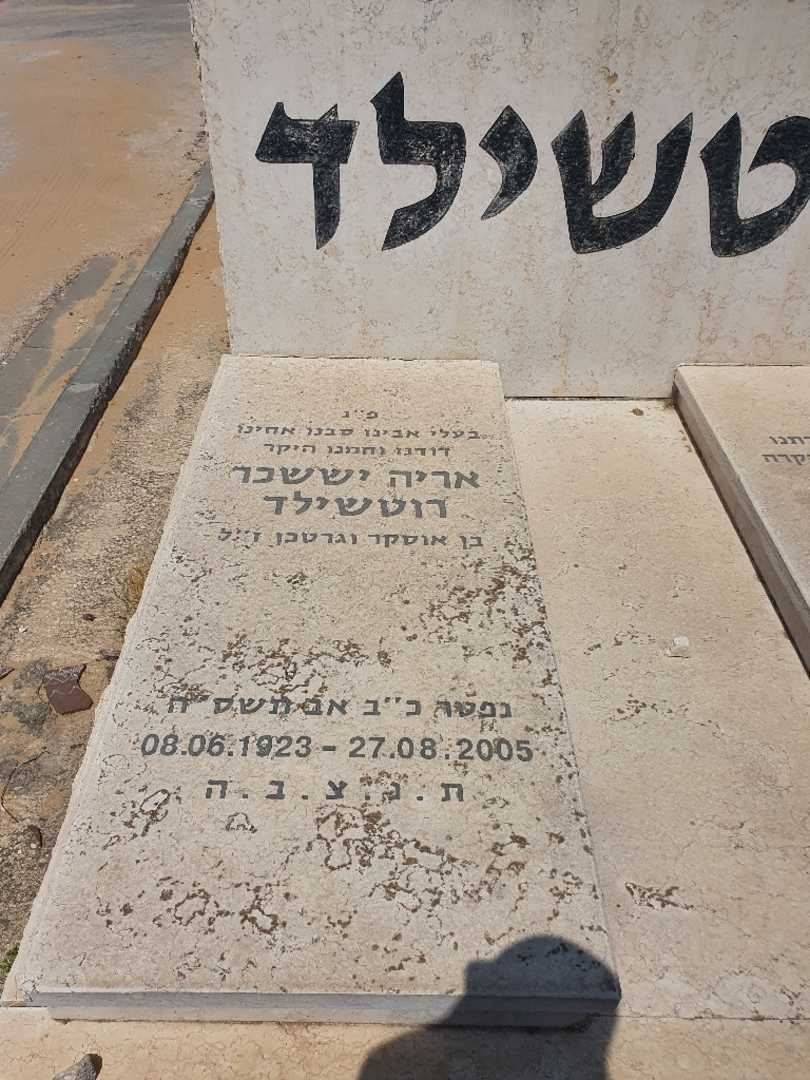 טשילד
פ"נ
בעלי אבינו סבנו אחינו
דודנו וחמנו היקר
אריה יששכר
רוטשילד
בן אוסקר וגרטכן ז"ל
נפטר כ"ב אב תשס"ה
08.06.1923 - 27.08.2005
ת.נ.צ.ב.ה